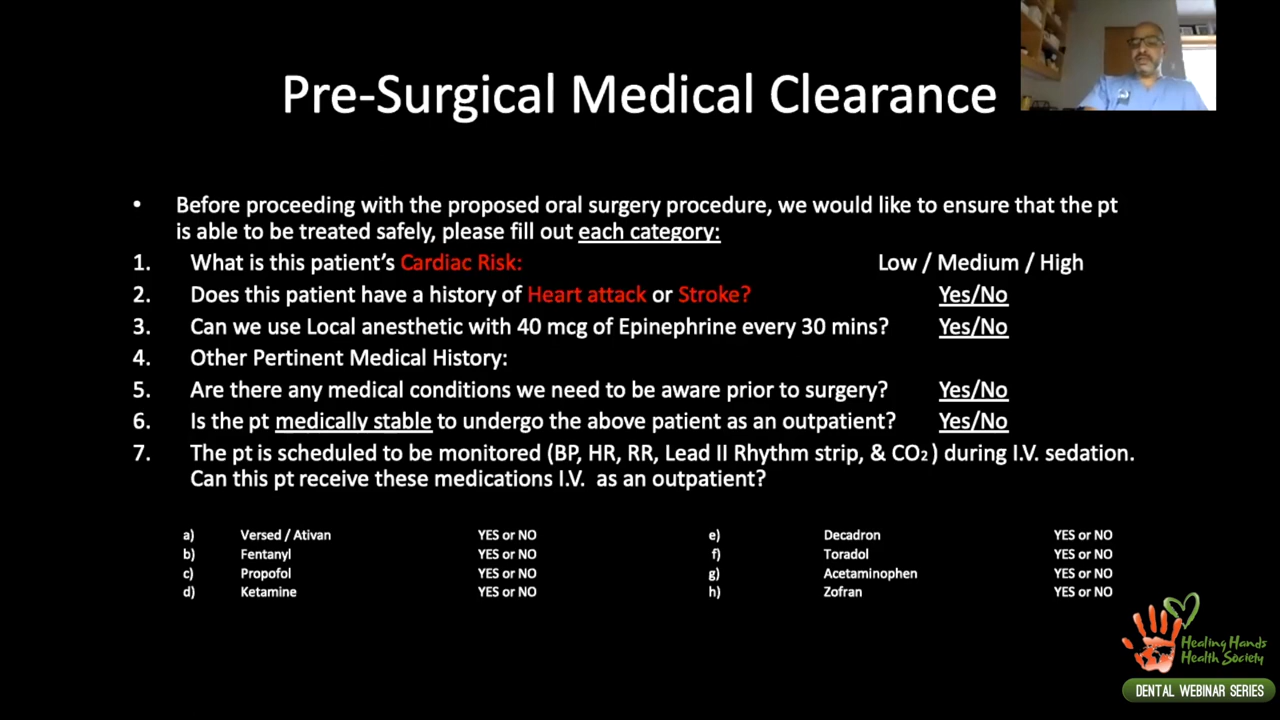 Pre-Surgical Medical Clearance
• Before proceeding with the proposed oral surgery procedure, we would like to ensure that the pt
is able to be treated safely, please fill out each category:
1. What is this patient's Cardiac Risk: Low / Medium / High
2. Does this patient have a history of Heart attack or Stroke? Yes/No
3. Can we use Local anesthetic with 40 mcg of Epinephrine every 30 mins? Yes/No
4. Other Pertinent Medical History:
5. Are there any medical conditions we need to be aware prior to surgery? Yes/No
6. Is the pt medically stable to undergo the above patient as an outpatient? Yes/No
7. The pt is scheduled to be monitored (BP, HR, RR, Lead II Rhythm strip, & CO₂) during I.V. sedation.
Can this pt receive these medications I.V. as an outpatient?
a) Versed / Ativan YES or NO e) Decadron YES or NO
b) Fentanyl YES or NO f) Toradol YES or NO
c) Propofol YES or NO g) Acetaminophen YES or NO
d) Ketamine YES or NO h) Zofran YES or NO
Healing Hands
Health Society
DENTAL WEBINAR SERIES